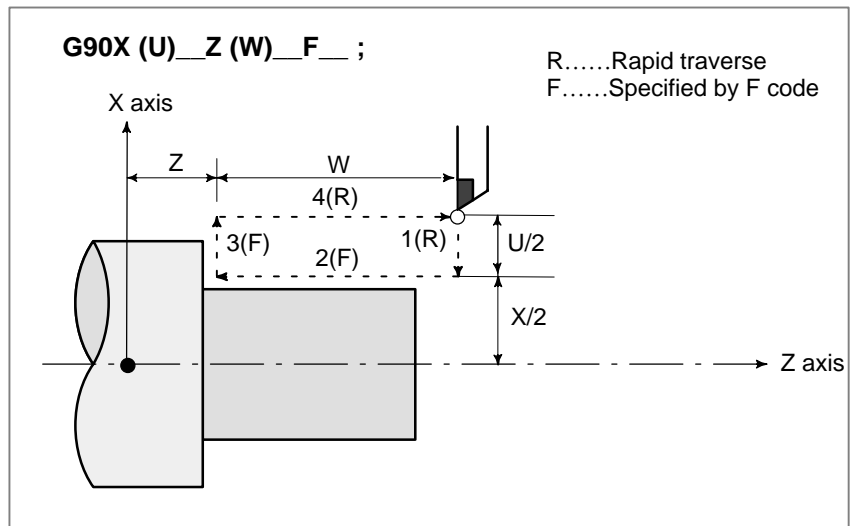 G90X (U)__Z (W)__F__ ;
R......Rapid traverse
F......Specified by F code
X axis
Z
W
4(R)
3(F)
1(R)
U/2
2(F)
X/2
Z axis